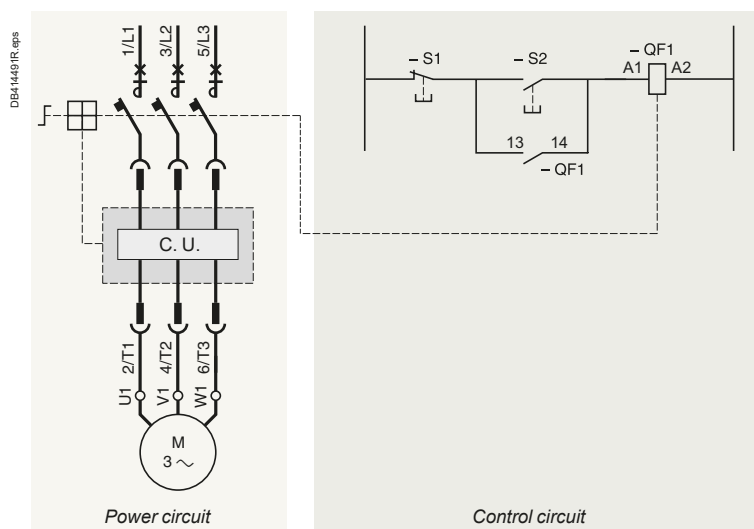 DB414491R.eps
1/L1
3/L2
5/L3
C. U.
2/T1
4/T2
6/T3
U1
V1
W1
M
3 ~
Power circuit
– S1
– S2
– QF1
A1
A2
13
14
– QF1
Control circuit